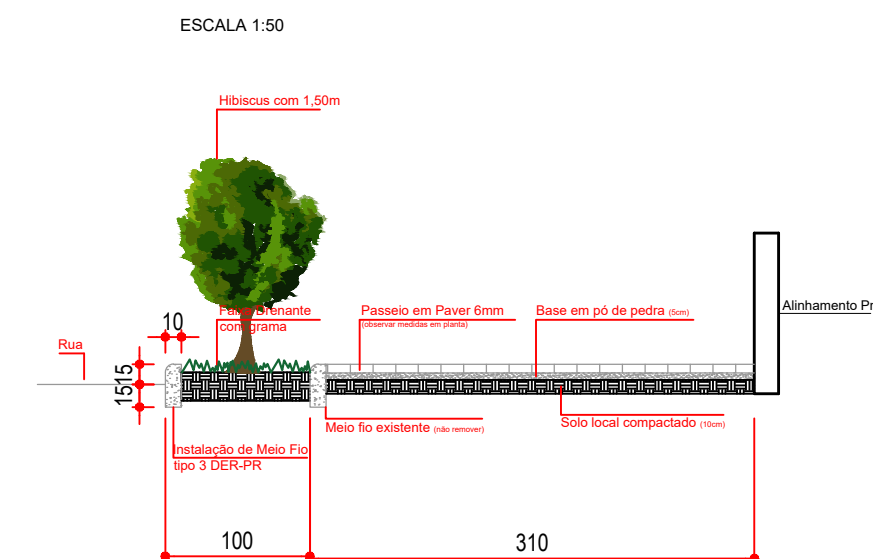 ESCALA 1:50
Hibiscus com 1,50m
Faixa Drenante
com grama
Passeio em Paver 6mm
(observar medidas em planta)
Base em pó de pedra (5cm)
Alinhamento Pr
10
Rua
15
15
Meio fio existente (não remover)
Solo local compactado (10cm)
Instalação de Meio Fio
tipo 3 DER-PR
100
310